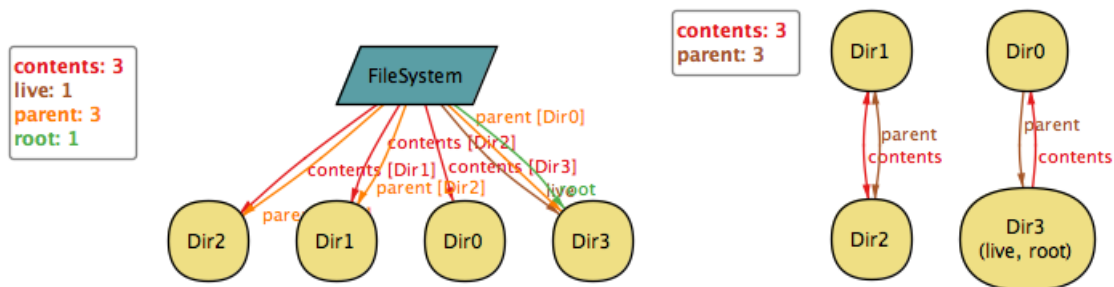 contents: 3
live: 1
parent: 3
root: 1
FileSystem
parent [Dir0]
contents [Dir2]
contents [Dir1]
contents [Dir3]
parent [Dir2]
root
Dir2
Dir1
Dir0
Dir3
contents: 3
parent: 3
Dir1
Dir0
parent
contents
parent
contents
Dir2
Dir3
(live, root)